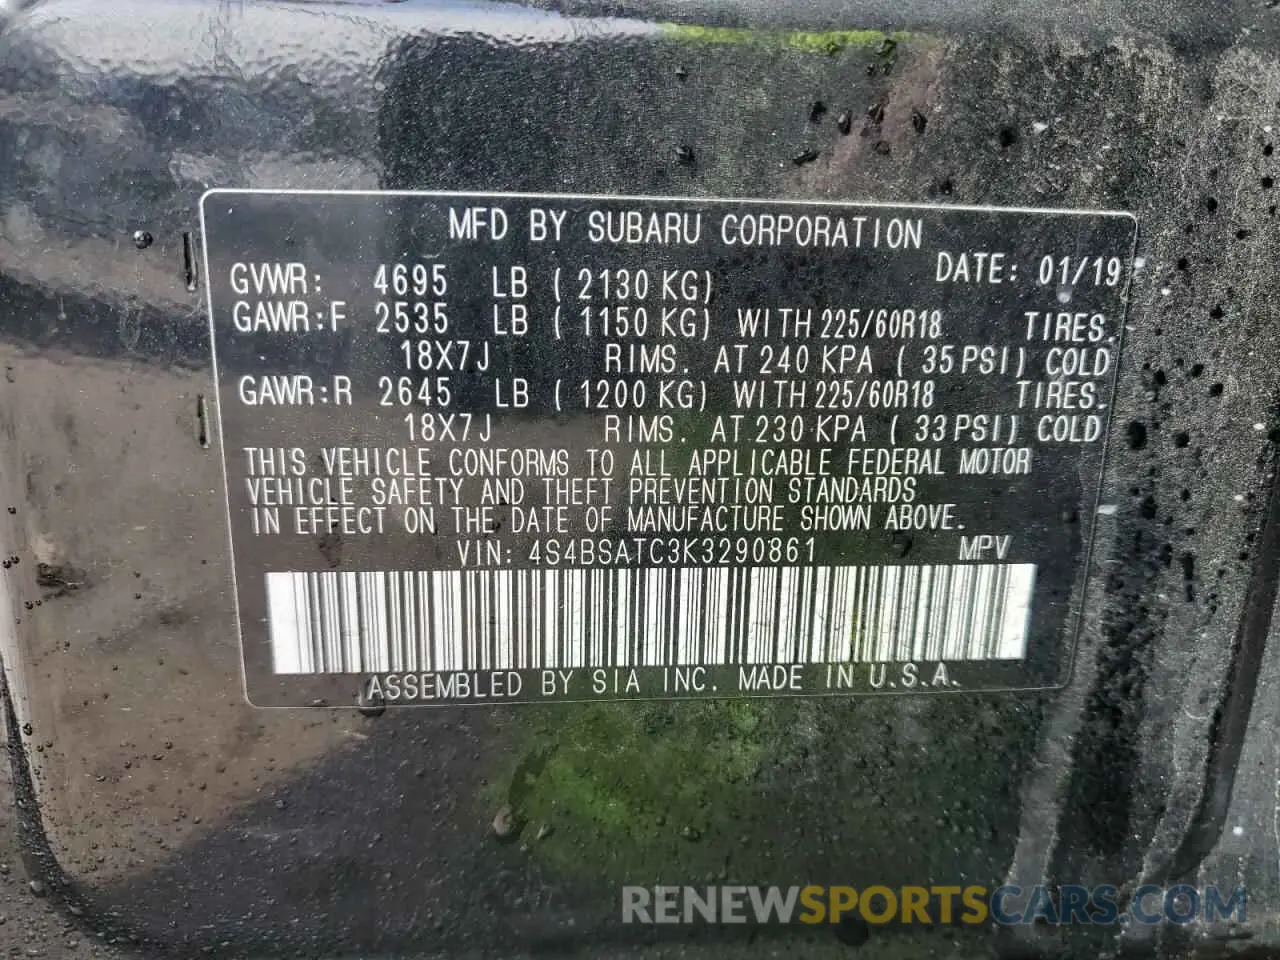 MFD BY SUBARU CORPORATION
GVWR: 4695 LB ( 2130 KG) DATE: 01/19
GAWR:F 2535 LB ( 1150 KG) WITH 225/60R18 TIRES.
18X7J RIMS. AT 240 KPA ( 35 PSI) COLD
GAWR:R 2645 LB ( 1200 KG) WITH 225/60R18 TIRES.
18X7J RIMS. AT 230 KPA ( 33 PSI) COLD
THIS VEHICLE CONFORMS TO ALL APPLICABLE FEDERAL MOTOR
VEHICLE SAFETY AND THEFT PREVENTION STANDARDS
IN EFFECT ON THE DATE OF MANUFACTURE SHOWN ABOVE.
VIN: 4S4BSATC3K3290861 MPV
ASSEMBLED BY SIA INC. MADE IN U.S.A.
RENEWSPORTSCARS.COM